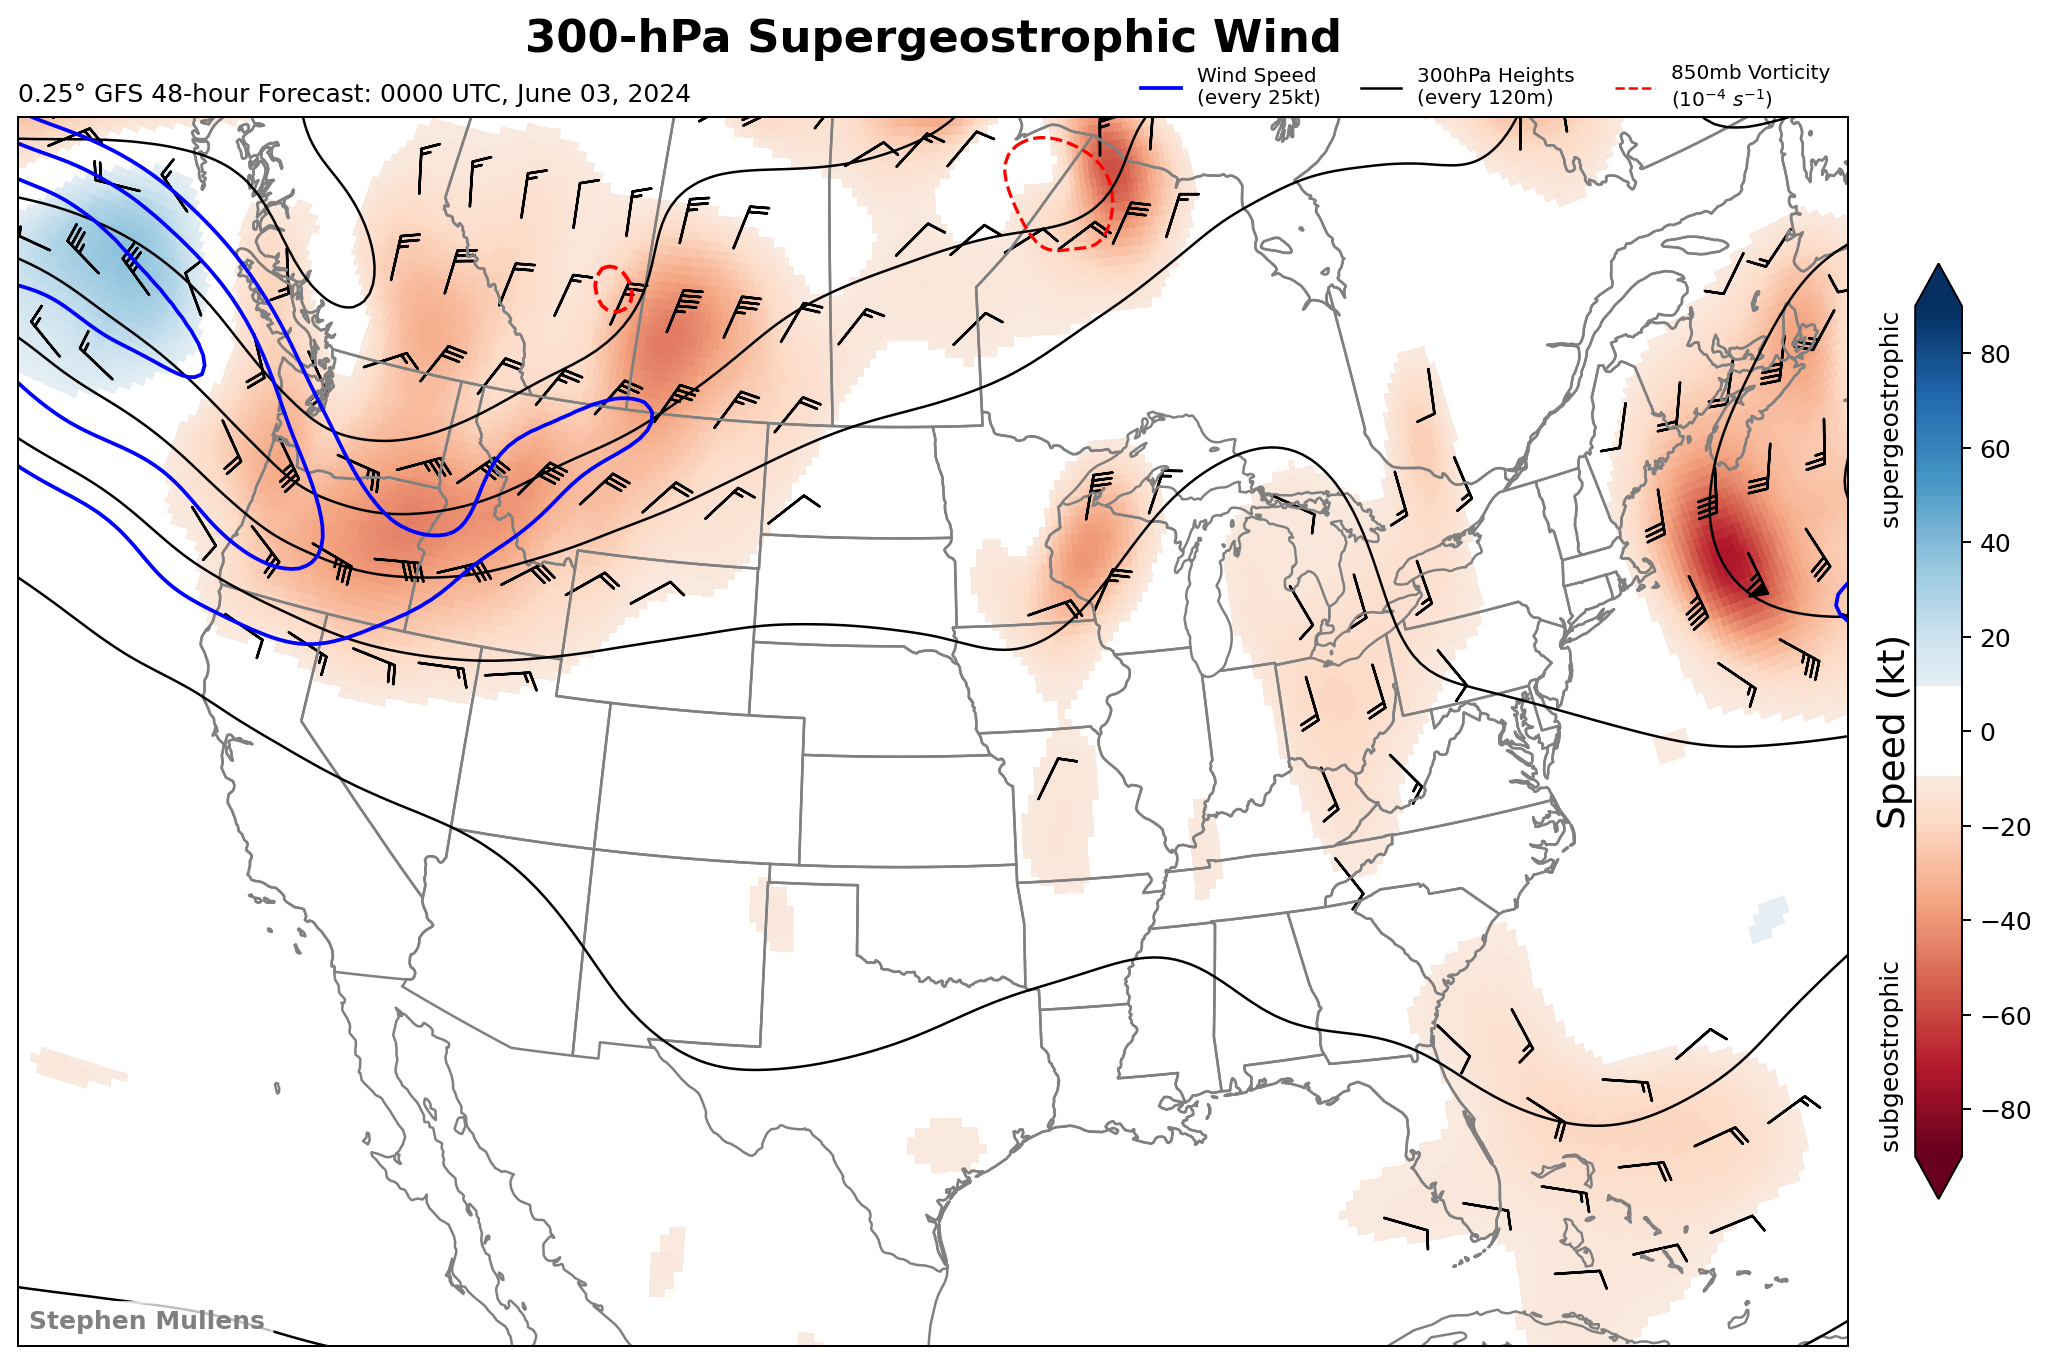 300-hPa Supergeostrophic Wind
0.25° GFS 48-hour Forecast: 0000 UTC, June 03, 2024
Wind Speed
(every 25kt)
300hPa Heights
(every 120m)
850mb Vorticity
(10⁻⁴ s⁻¹)
supergeostrophic
Speed (kt)
subgeostrophic
80
60
40
20
0
−20
−40
−60
−80
Stephen Mullens